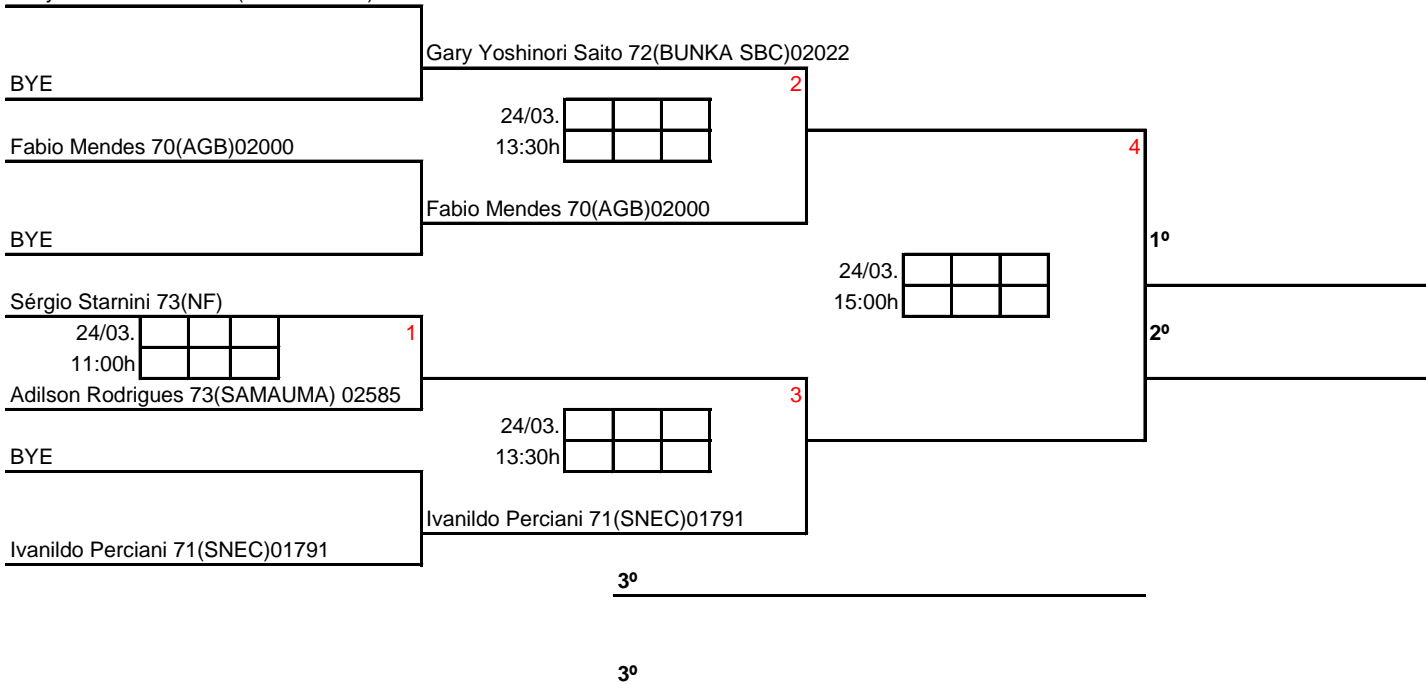 Gary Yoshinori Saito 72(BUNKA SBC)02022
BYE
2
24/03.
13:30h
Fabio Mendes 70(AGB)02000
4
Fabio Mendes 70(AGB)02000
BYE
1º
24/03.
15:00h
Sérgio Starnini 73(NF)
24/03.
1
2º
11:00h
Adilson Rodrigues 73(SAMAUMA) 02585
3
24/03.
13:30h
BYE
Ivanildo Perciani 71(SNEC)01791
Ivanildo Perciani 71(SNEC)01791
3º
3º